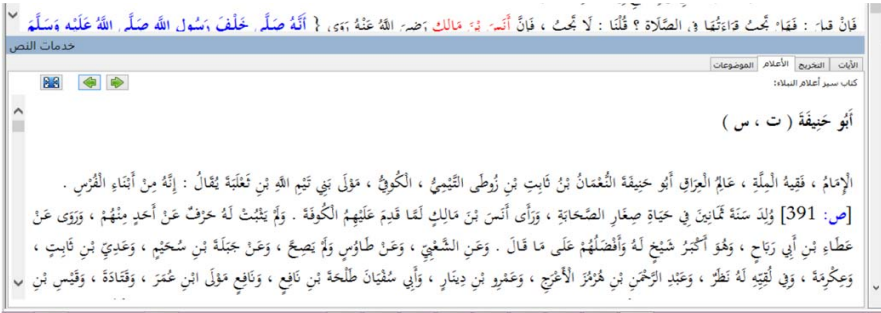 فَإِنْ قِيلَ : فَهَلْ تَجِبُ قِرَاءَتُهَا فِي الصَّلَاةِ ؟ قُلْنَا : لَا تَجِبُ ، فَإِنَّ أَنَسَ بْنَ مَالِكٍ رَضِيَ اللَّهُ عَنْهُ رَوَى { أَنَّهُ صَلَّى خَلْفَ رَسُولِ اللَّهِ صَلَّى اللَّهُ عَلَيْهِ وَسَلَّمَ
خدمات النص
الآيات التخريج الأعلام الموضوعات
كتاب سير أعلام النبلاء:
أَبُو حَنِيفَةَ ( ت ، س )
الْإِمَامُ ، فَقِيهُ الْمِلَّةِ ، عَالِمُ الْعِرَاقِ أَبُو حَنِيفَةَ النُّعْمَانُ بْنُ ثَابِتِ بْنِ زُوطَى التَّيْمِيُّ ، الْكُوفِيُّ ، مَوْلَى بَنِي تَيْمِ اللَّهِ بْنِ ثَعْلَبَةَ يُقَالُ : إِنَّهُ مِنْ أَبْنَاءِ الْفُرْسِ .
[ص: 391] وُلِدَ سَنَةَ ثَمَانِينَ فِي حَيَاةِ صِغَارِ الصَّحَابَةِ ، وَرَأَى أَنَسَ بْنَ مَالِكٍ لَمَّا قَدِمَ عَلَيْهِمُ الْكُوفَةَ . وَلَمْ يَثْبُتْ لَهُ حَرْفٌ عَنْ أَحَدٍ مِنْهُمْ ، وَرَوَى عَنْ
عَطَاءِ بْنِ أَبِي رَبَاحٍ ، وَهُوَ أَكْبَرُ شَيْخٍ لَهُ وَأَفْضَلُهُمْ عَلَى مَا قَالَ . وَعَنِ الشَّعْبِيِّ ، وَعَنْ طَاوُسٍ وَلَمْ يَصِحَّ ، وَعَنْ جَبَلَةَ بْنِ سُحَيْمٍ ، وَعَدِيِّ بْنِ ثَابِتٍ ،
وَعِكْرِمَةَ ، وَفِي لُقِيِّهِ لَهُ نَظَرٌ ، وَعَبْدِ الرَّحْمَنِ بْنِ هُرْمُزَ الْأَعْرَجِ ، وَعَمْرِو بْنِ دِينَارٍ ، وَأَبِي سُفْيَانَ طَلْحَةَ بْنِ نَافِعٍ ، وَنَافِعٍ مَوْلَى ابْنِ عُمَرَ ، وَقَتَادَةَ ، وَقَيْسِ بْنِ